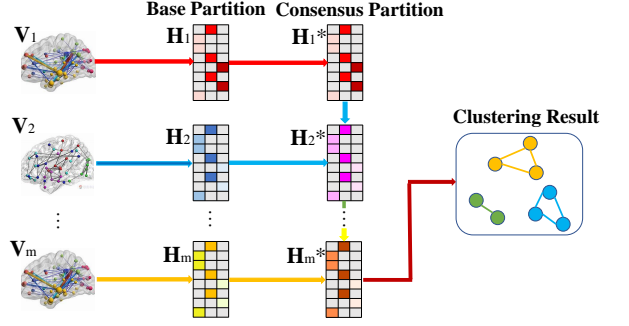 Base Partition Consensus Partition
V1 H1 H1*
V2 H2 H2*
Clustering Result
Vm Hm Hm*